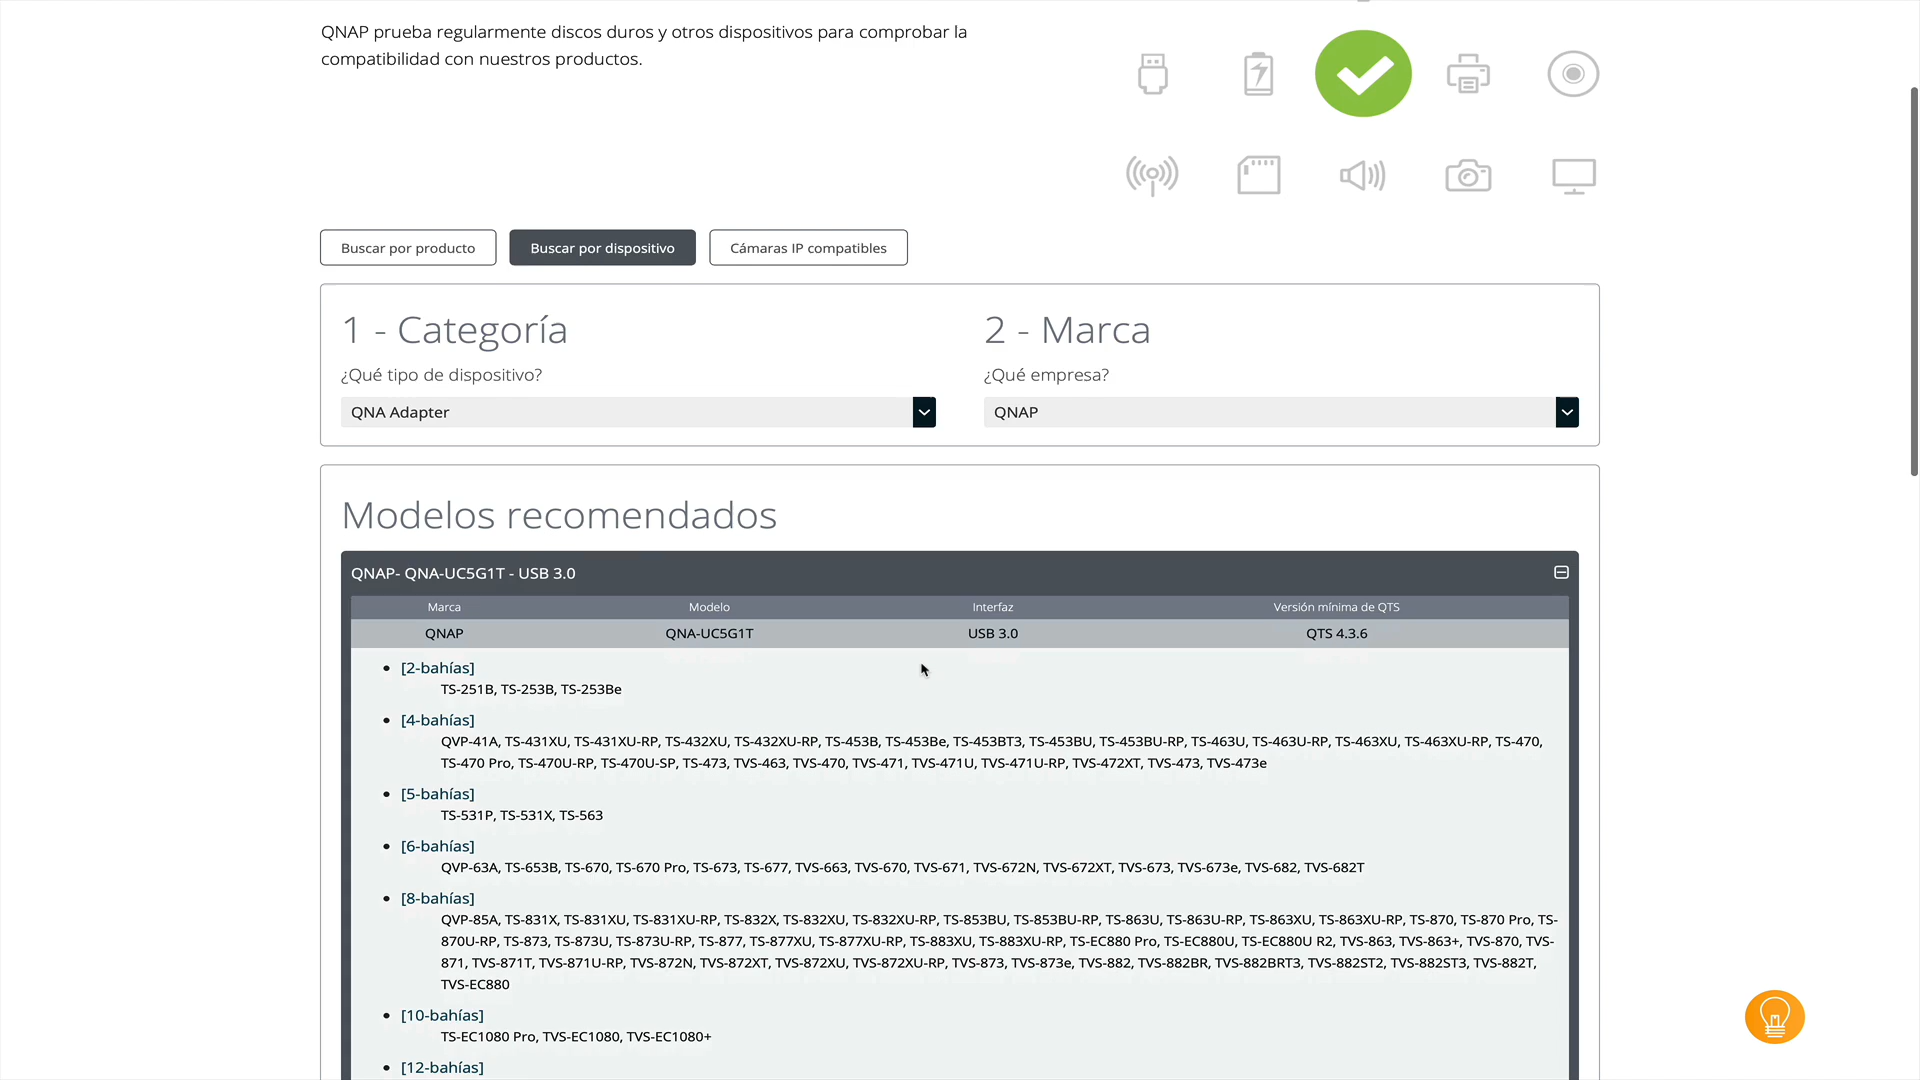 QNAP prueba regularmente discos duros y otros dispositivos para comprobar la
compatibilidad con nuestros productos.
Buscar por producto
Buscar por dispositivo
Cámaras IP compatibles
1 - Categoría
¿Qué tipo de dispositivo?
QNA Adapter
2 - Marca
¿Qué empresa?
QNAP
Modelos recomendados
QNAP- QNA-UC5G1T - USB 3.0
Marca Modelo Interfaz Versión mínima de QTS
QNAP QNA-UC5G1T USB 3.0 QTS 4.3.6
[2-bahías]
TS-251B, TS-253B, TS-253Be
[4-bahías]
QVP-41A, TS-431XU, TS-431XU-RP, TS-432XU, TS-432XU-RP, TS-453B, TS-453Be, TS-453BT3, TS-453BU, TS-453BU-RP, TS-463U, TS-463U-RP, TS-463XU, TS-463XU-RP, TS-470,
TS-470 Pro, TS-470U-RP, TS-470U-SP, TS-473, TVS-463, TVS-470, TVS-471, TVS-471U, TVS-471U-RP, TVS-472XT, TVS-473, TVS-473e
[5-bahías]
TS-531P, TS-531X, TS-563
[6-bahías]
QVP-63A, TS-653B, TS-670, TS-670 Pro, TS-673, TS-677, TVS-663, TVS-670, TVS-671, TVS-672N, TVS-672XT, TVS-673, TVS-673e, TVS-682, TVS-682T
[8-bahías]
QVP-85A, TS-831X, TS-831XU, TS-831XU-RP, TS-832X, TS-832XU, TS-832XU-RP, TS-853BU, TS-853BU-RP, TS-863U, TS-863U-RP, TS-863XU, TS-863XU-RP, TS-870, TS-870 Pro, TS-
870U-RP, TS-873, TS-873U, TS-873U-RP, TS-877, TS-877XU, TS-877XU-RP, TS-883XU, TS-883XU-RP, TS-EC880 Pro, TS-EC880U, TS-EC880U R2, TVS-863, TVS-863+, TVS-870, TVS-
871, TVS-871T, TVS-871U-RP, TVS-872N, TVS-872XT, TVS-872XU, TVS-872XU-RP, TVS-873, TVS-873e, TVS-882, TVS-882BR, TVS-882BRT3, TVS-882ST2, TVS-882ST3, TVS-882T,
TVS-EC880
[10-bahías]
TS-EC1080 Pro, TVS-EC1080, TVS-EC1080+
[12-bahías]